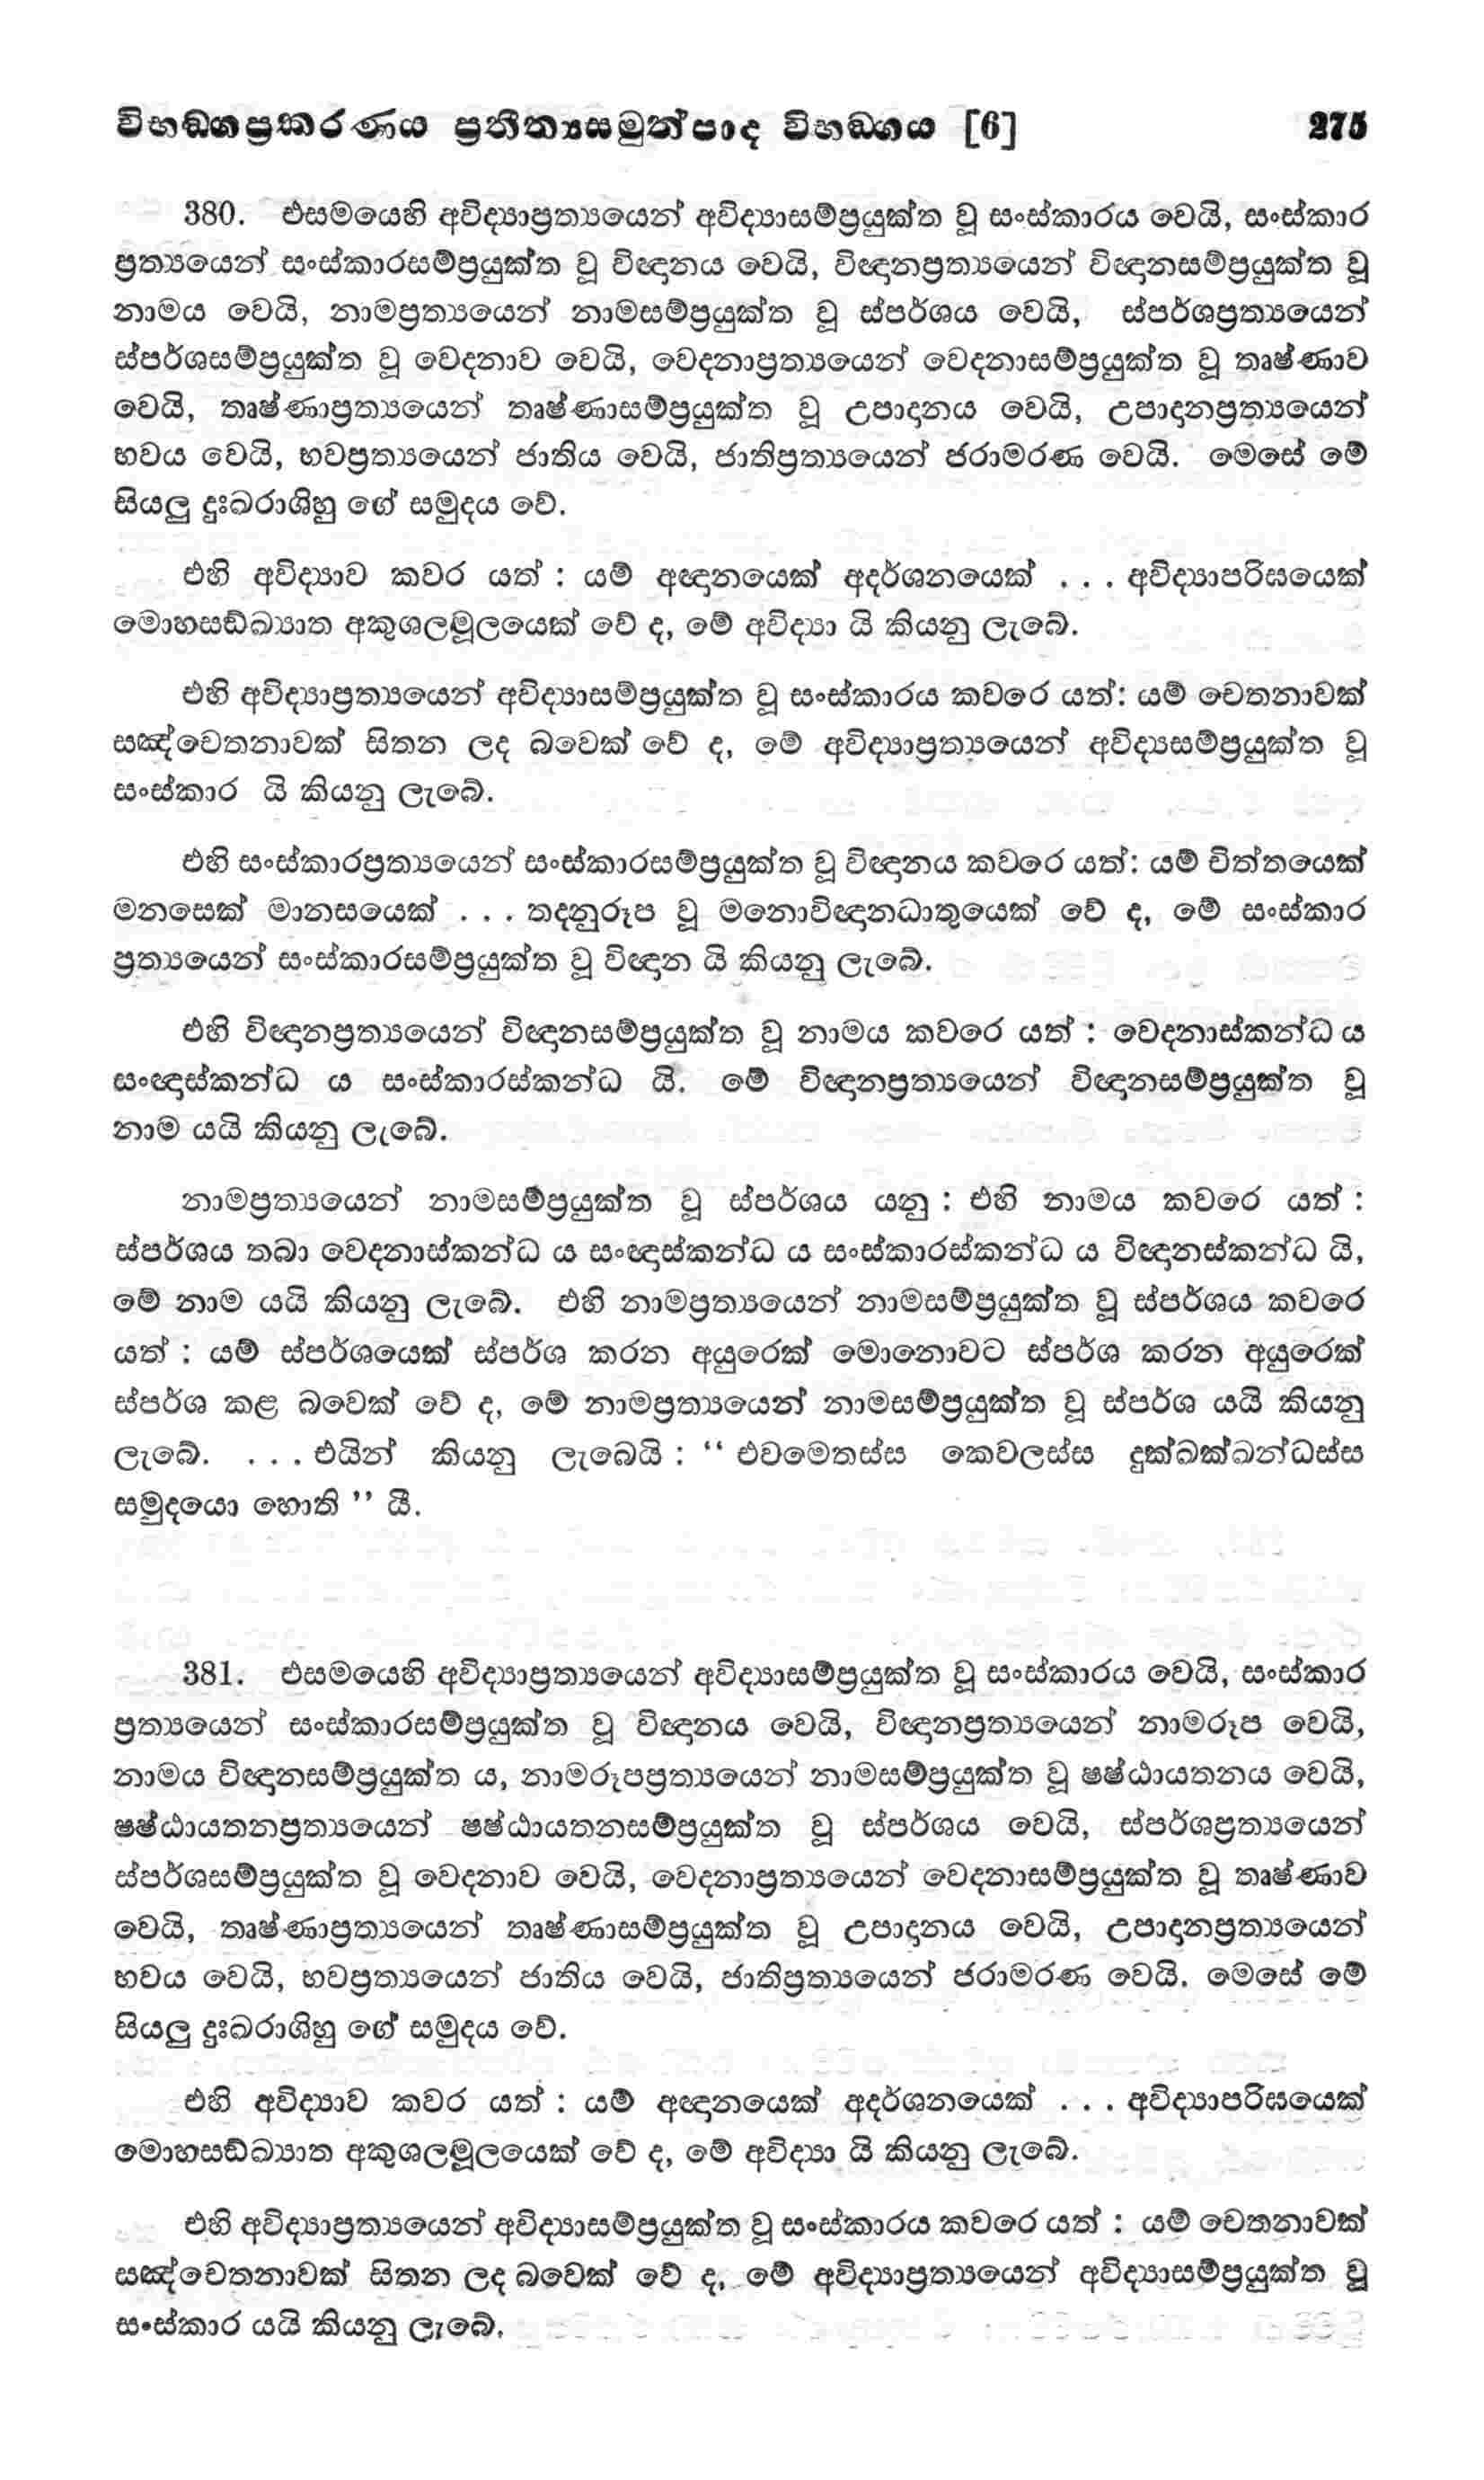 විභඞ්ගප්‍රකරණය ප්‍රතීත්‍යසමුත්පාද විභඞ්ගය [6] 275
380. එසමයෙහි අවිද්‍යාප්‍රත්‍යයෙන් අවිද්‍යාසම්ප්‍රයුක්ත වූ සංස්කාරය වෙයි, සංස්කාර
ප්‍රත්‍යයෙන් සංස්කාරසම්ප්‍රයුක්ත වූ විඥානය වෙයි, විඥානප්‍රත්‍යයෙන් විඥානසම්ප්‍රයුක්ත වූ
නාමය වෙයි, නාමප්‍රත්‍යයෙන් නාමසම්ප්‍රයුක්ත වූ ස්පර්ශය වෙයි, ස්පර්ශප්‍රත්‍යයෙන්
ස්පර්ශසම්ප්‍රයුක්ත වූ වේදනාව වෙයි, වේදනාප්‍රත්‍යයෙන් වේදනාසම්ප්‍රයුක්ත වූ තෘෂ්ණාව
වෙයි, තෘෂ්ණාප්‍රත්‍යයෙන් තෘෂ්ණාසම්ප්‍රයුක්ත වූ උපාදානය වෙයි, උපාදානප්‍රත්‍යයෙන්
භවය වෙයි, භවප්‍රත්‍යයෙන් ජාතිය වෙයි, ජාතිප්‍රත්‍යයෙන් ජරාමරණ වෙයි. මෙසේ මේ
සියලු දුඃඛරාශිහු ගේ සමුදය වේ.
එහි අවිද්‍යාව කවර යත් : යම් අඥානයෙක් අදර්ශනයෙක් . . . අවිද්‍යාපරිඝයෙක්
මොහසඞ්ඛ්‍යාත අකුශලමූලයෙක් වේ ද, මේ අවිද්‍යා යි කියනු ලැබේ.
එහි අවිද්‍යාප්‍රත්‍යයෙන් අවිද්‍යාසම්ප්‍රයුක්ත වූ සංස්කාරය කවරෙ යත්: යම් චෙතනාවක්
සඤ්චෙතනාවක් සිතන ලද බවෙක් වේ ද, මේ අවිද්‍යාප්‍රත්‍යයෙන් අවිද්‍යසම්ප්‍රයුක්ත වූ
සංස්කාර යි කියනු ලැබේ.
එහි සංස්කාරප්‍රත්‍යයෙන් සංස්කාරසම්ප්‍රයුක්ත වූ විඥානය කවරෙ යත්: යම් චිත්තයෙක්
මනසෙක් මානසයෙක් . . . තදනුරූප වූ මනොවිඥානධාතුයෙක් වේ ද, මේ සංස්කාර
ප්‍රත්‍යයෙන් සංස්කාරසම්ප්‍රයුක්ත වූ විඥාන යි කියනු ලැබේ.
එහි විඥානප්‍රත්‍යයෙන් විඥානසම්ප්‍රයුක්ත වූ නාමය කවරෙ යත් : වෙදනාස්කන්ධ ය
සංඥාස්කන්ධ ය සංස්කාරස්කන්ධ යි. මේ විඥානප්‍රත්‍යයෙන් විඥානසම්ප්‍රයුක්ත වූ
නාම යයි කියනු ලැබේ.
නාමප්‍රත්‍යයෙන් නාමසම්ප්‍රයුක්ත වූ ස්පර්ශය යනු : එහි නාමය කවරෙ යත් :
ස්පර්ශය තබා වෙදනාස්කන්ධ ය සංඥාස්කන්ධ ය සංස්කාරස්කන්ධ ය විඥානස්කන්ධ යි,
මේ නාම යයි කියනු ලැබේ. එහි නාමප්‍රත්‍යයෙන් නාමසම්ප්‍රයුක්ත වූ ස්පර්ශය කවරෙ
යත් : යම් ස්පර්ශයෙක් ස්පර්ශ කරන අයුරෙක් මොනොවට ස්පර්ශ කරන අයුරෙක්
ස්පර්ශ කළ බවෙක් වේ ද, මේ නාමප්‍රත්‍යයෙන් නාමසම්ප්‍රයුක්ත වූ ස්පර්ශ යයි කියනු
ලැබේ. . . . එයින් කියනු ලැබෙයි : “ එවමෙතස්ස කෙවලස්ස දුක්ඛක්ඛන්ධස්ස
සමුදයො හොති ” යී.
381. එසමයෙහි අවිද්‍යාප්‍රත්‍යයෙන් අවිද්‍යාසම්ප්‍රයුක්ත වූ සංස්කාරය වෙයි, සංස්කාර
ප්‍රත්‍යයෙන් සංස්කාරසම්ප්‍රයුක්ත වූ විඥානය වෙයි, විඥානප්‍රත්‍යයෙන් නාමරූප වෙයි,
නාමය විඥානසම්ප්‍රයුක්ත ය, නාමරූපප්‍රත්‍යයෙන් නාමසම්ප්‍රයුක්ත වූ ෂෂ්ඨායතනය වෙයි,
ෂෂ්ඨායතනප්‍රත්‍යයෙන් ෂෂ්ඨායතනසම්ප්‍රයුක්ත වූ ස්පර්ශය වෙයි, ස්පර්ශප්‍රත්‍යයෙන්
ස්පර්ශසම්ප්‍රයුක්ත වූ වෙදනාව වෙයි, වෙදනාප්‍රත්‍යයෙන් වෙදනාසම්ප්‍රයුක්ත වූ තෘෂ්ණාව
වෙයි, තෘෂ්ණාප්‍රත්‍යයෙන් තෘෂ්ණාසම්ප්‍රයුක්ත වූ උපාදානය වෙයි, උපාදානප්‍රත්‍යයෙන්
භවය වෙයි, භවප්‍රත්‍යයෙන් ජාතිය වෙයි, ජාතිප්‍රත්‍යයෙන් ජරාමරණ වෙයි. මෙසේ මේ
සියලු දුඃඛරාශිහු ගේ සමුදය වේ.
එහි අවිද්‍යාව කවර යත් : යම් අඥානයෙක් අදර්ශනයෙක් . . . අවිද්‍යාපරිඝයෙක්
මොහසඞ්ඛ්‍යාත අකුශලමූලයෙක් වේ ද, මේ අවිද්‍යා යි කියනු ලැබේ.
එහි අවිද්‍යාප්‍රත්‍යයෙන් අවිද්‍යාසම්ප්‍රයුක්ත වූ සංස්කාරය කවරෙ යත් : යම් චෙතනාවක්
සඤ්චෙතනාවක් සිතන ලද බවෙක් වේ ද, මේ අවිද්‍යාප්‍රත්‍යයෙන් අවිද්‍යාසම්ප්‍රයුක්ත වූ
සංස්කාර යයි කියනු ලැබේ.